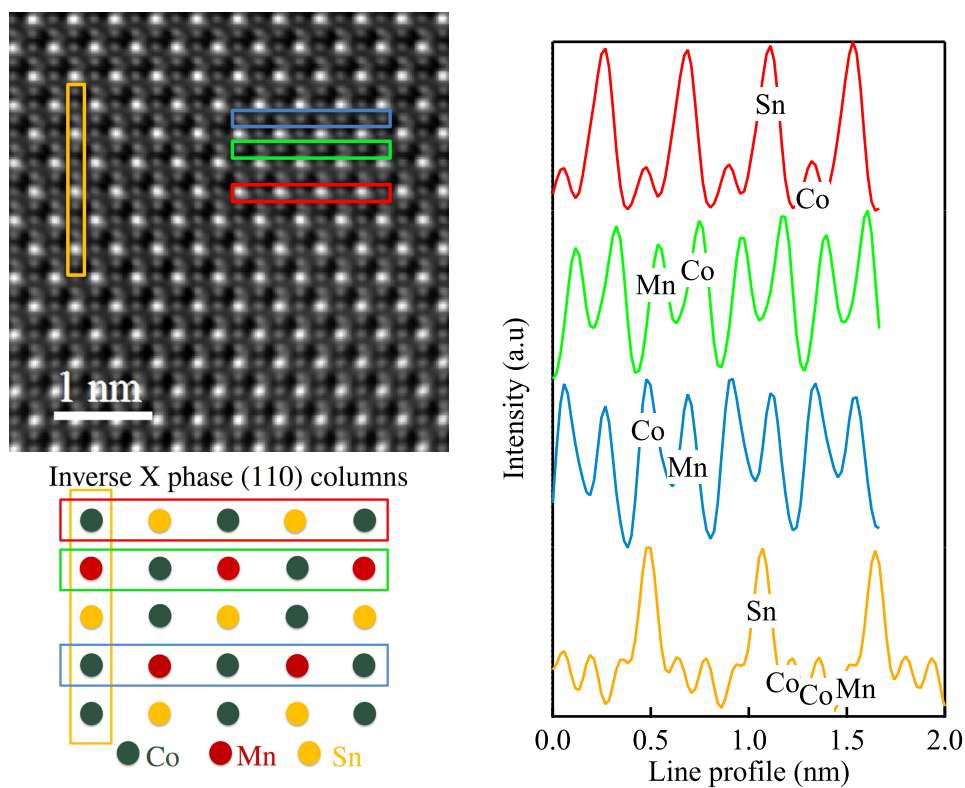 1 nm
Inverse X phase (110) columns
Co
Mn
Sn
Intensity (a.u)
Sn
Co
Mn
Co
Co
Mn
Sn
Co
Co
Mn
0.0 0.5 1.0 1.5 2.0
Line profile (nm)